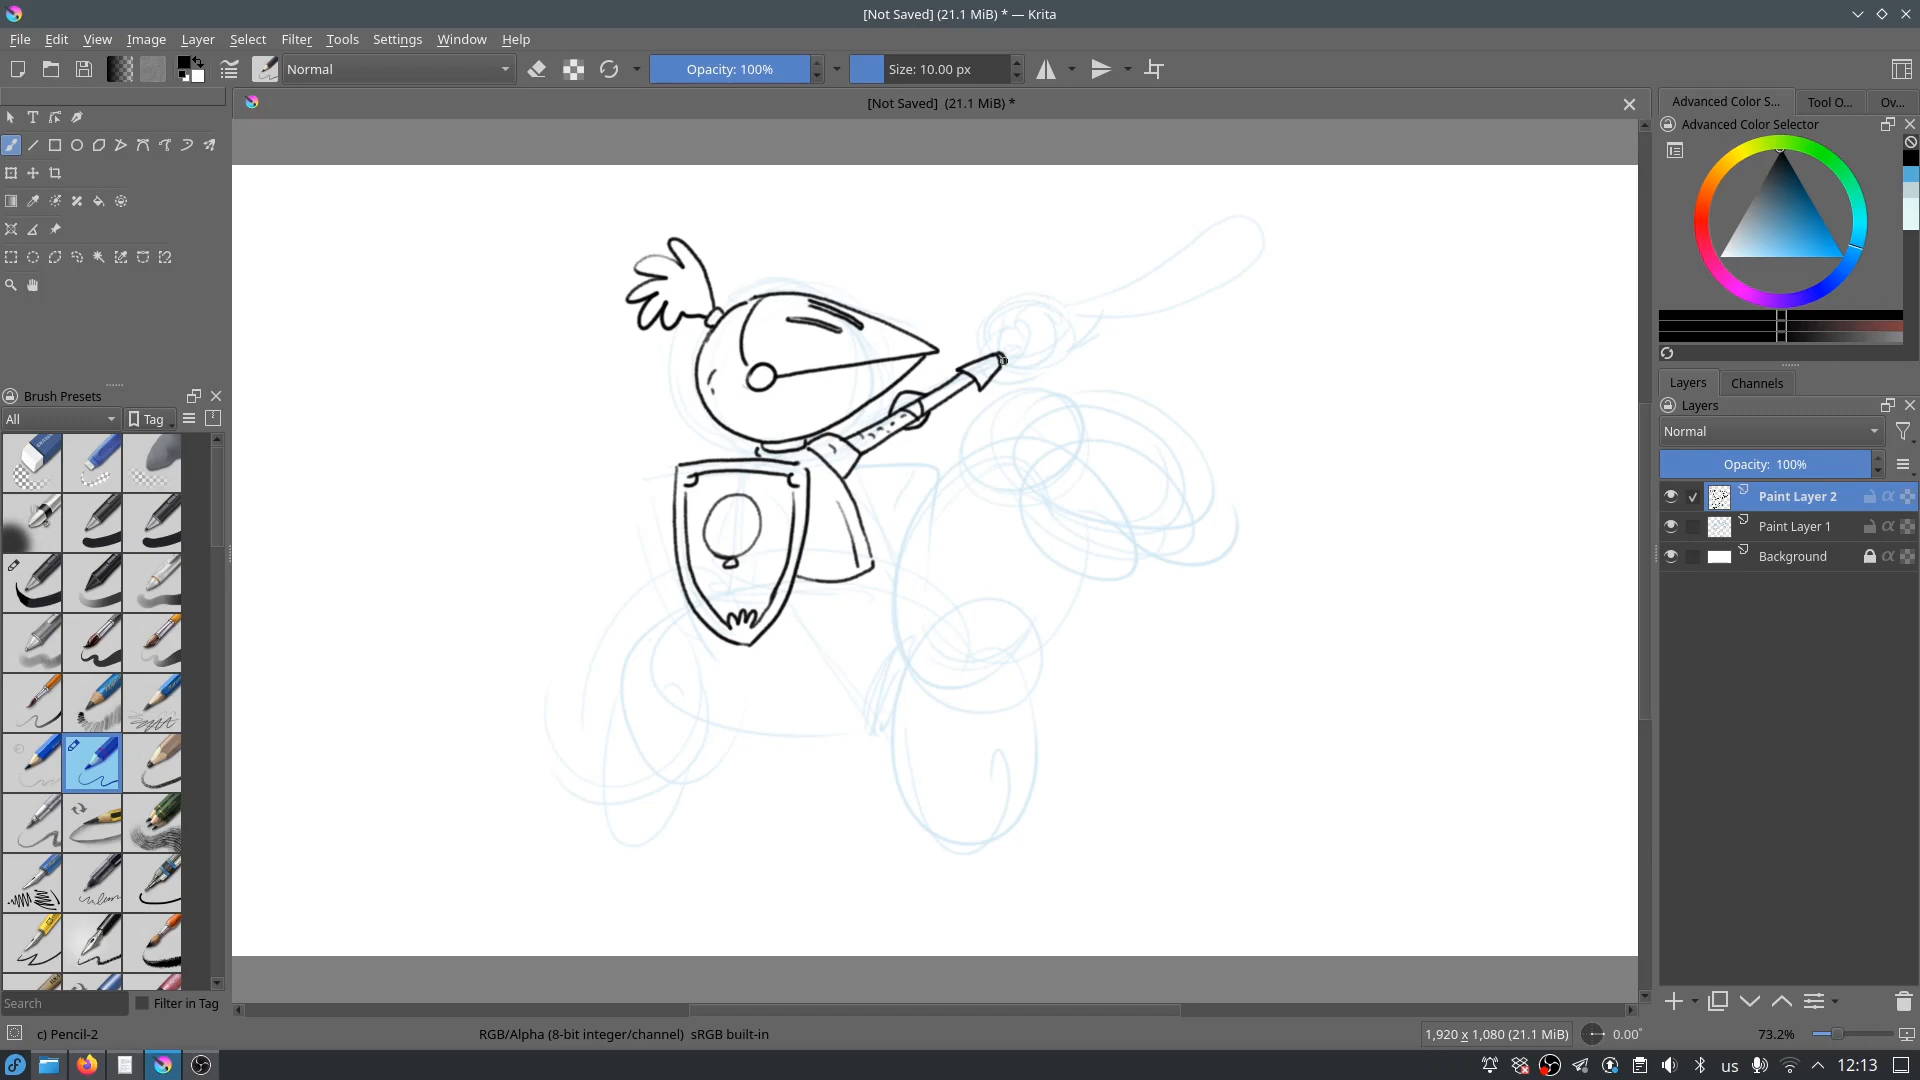 [Not Saved] (21.1 MiB) * — Krita
File Edit View Image Layer Select Filter Tools Settings Window Help
Normal
Opacity: 100%
Size: 10.00 px
[Not Saved] (21.1 MiB) *
Advanced Color S... Tool O... Ov...
Advanced Color Selector
Brush Presets
All
Tag
Layers Channels
Layers
Normal
Opacity: 100%
Paint Layer 2
Paint Layer 1
Background
Search
Filter in Tag
c) Pencil-2
RGB/Alpha (8-bit integer/channel) sRGB built-in
1,920 x 1,080 (21.1 MiB)
0.00°
73.2%
us
12:13